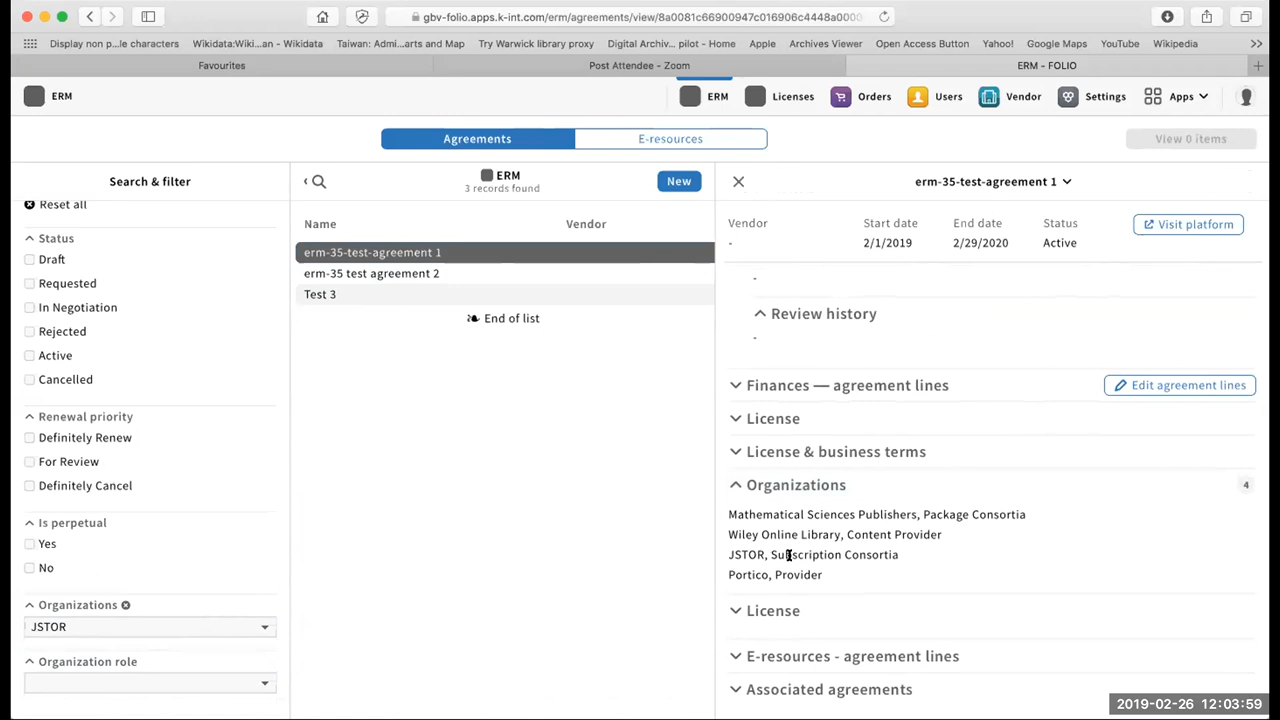 gbv-folio.apps.k-int.com/erm/agreements/view/8a0081c66900947c016906c4448a000
Display non p...le characters
Wikidata:Wiki...an - Wikidata
Taiwan: Admi...arts and Map
Try Warwick library proxy
Digital Archiv... pilot - Home
Apple
Archives Viewer
Open Access Button
Yahoo!
Google Maps
YouTube
Wikipedia
Favourites
Post Attendee - Zoom
ERM - FOLIO
ERM
ERM
Licenses
Orders
Users
Vendor
Settings
Apps
Agreements
E-resources
View 0 items
Search & filter
Reset all
Status
Draft
Requested
In Negotiation
Rejected
Active
Cancelled
Renewal priority
Definitely Renew
For Review
Definitely Cancel
Is perpetual
Yes
No
Organizations
JSTOR
Organization role
ERM
3 records found
New
Name
Vendor
erm-35-test-agreement 1
erm-35 test agreement 2
Test 3
End of list
erm-35-test-agreement 1
Vendor
-
Start date
2/1/2019
End date
2/29/2020
Status
Active
Visit platform
-
Review history
-
Finances — agreement lines
Edit agreement lines
License
License & business terms
Organizations
4
Mathematical Sciences Publishers, Package Consortia
Wiley Online Library, Content Provider
JSTOR, Subscription Consortia
Portico, Provider
License
E-resources - agreement lines
Associated agreements
2019-02-26 12:03:59